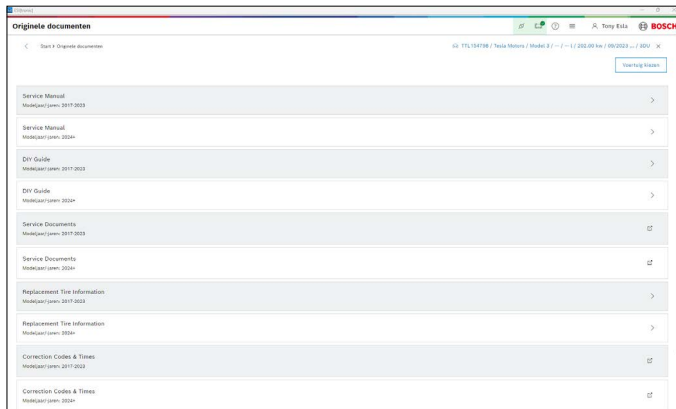 Originele documenten
Tony Esla
BOSCH
Start > Originele documenten
TTL134798 / Tesla Motors / Model 3 / -- / -- l / 202.00 kw / 09/2023 ... / 3DU
Voertuig kiezen
Service Manual
Modeljaar/-jaren: 2017-2023
Service Manual
Modeljaar/-jaren: 2024+
DIY Guide
Modeljaar/-jaren: 2017-2023
DIY Guide
Modeljaar/-jaren: 2024+
Service Documents
Modeljaar/-jaren: 2017-2023
Service Documents
Modeljaar/-jaren: 2024+
Replacement Tire Information
Modeljaar/-jaren: 2017-2023
Replacement Tire Information
Modeljaar/-jaren: 2024+
Correction Codes & Times
Modeljaar/-jaren: 2017-2023
Correction Codes & Times
Modeljaar/-jaren: 2024+